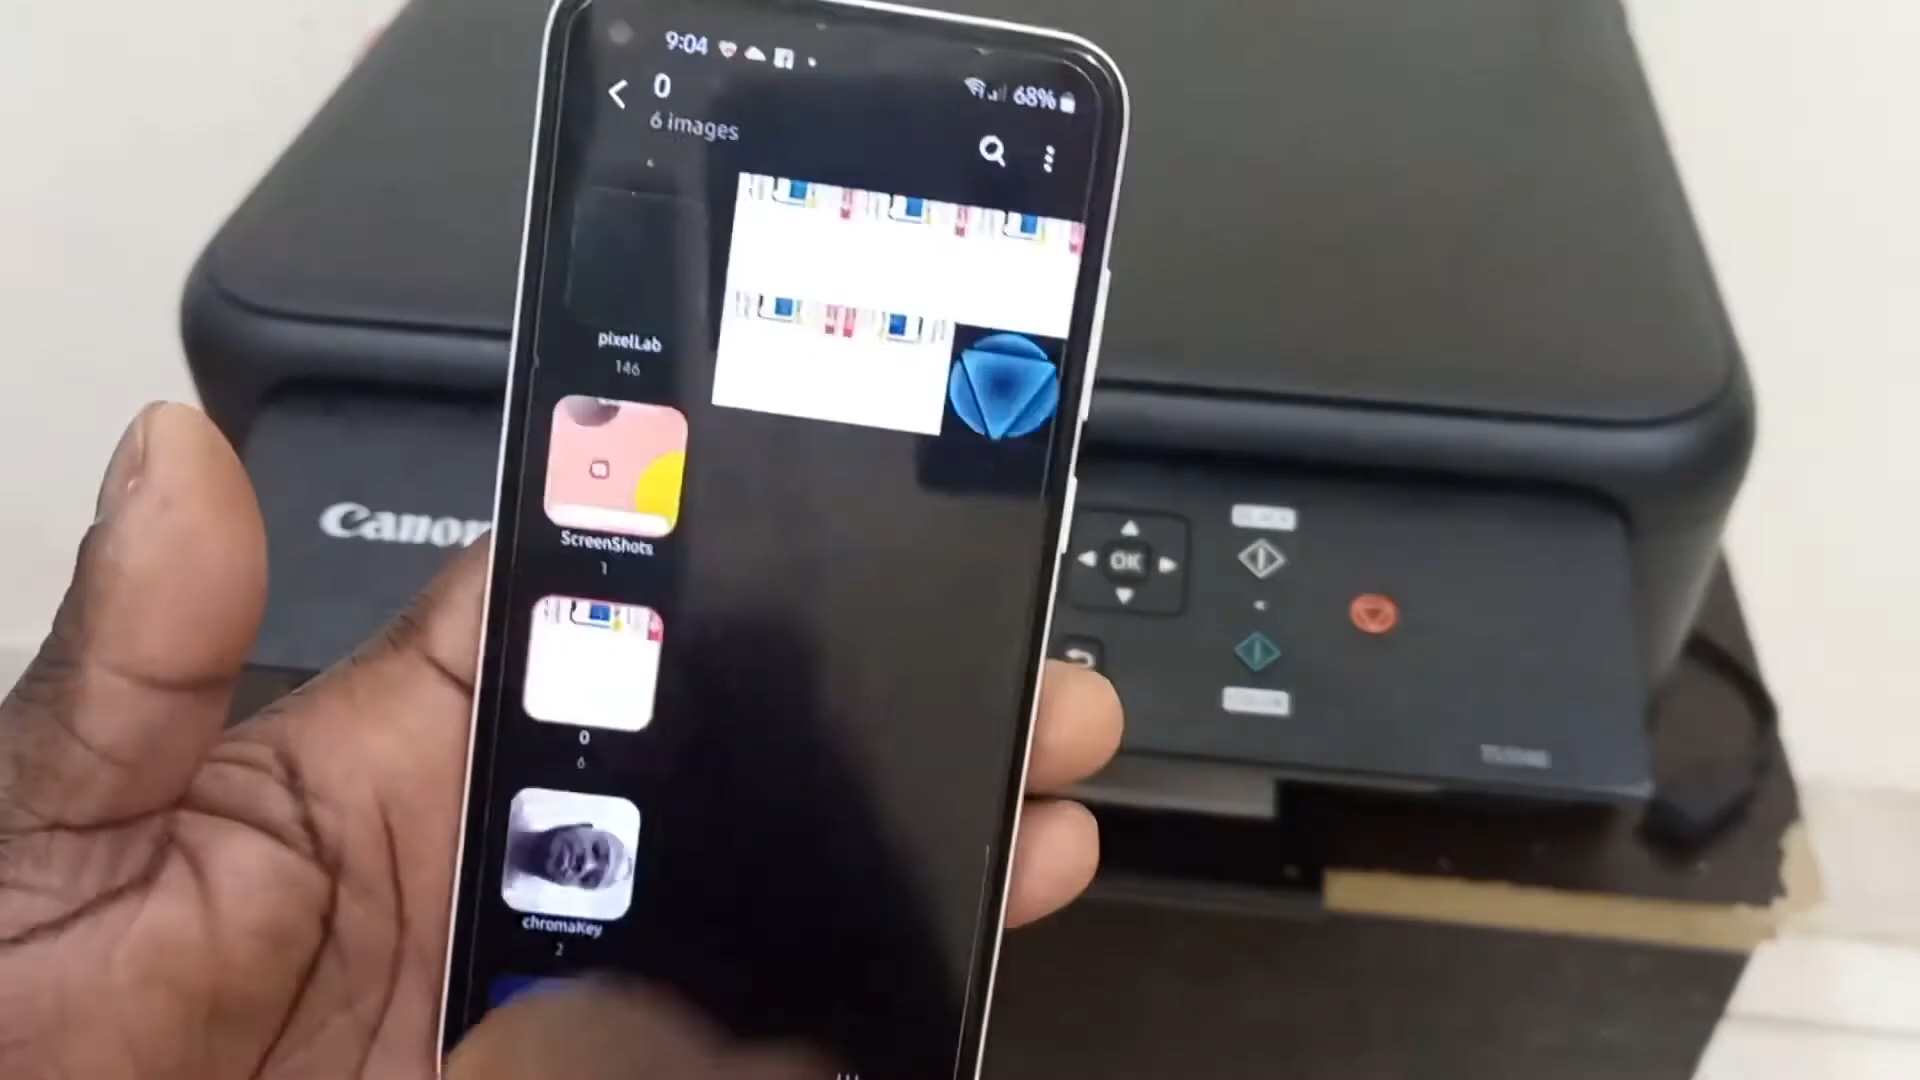 9:04
68%
0
6 images
pixelLab
146
ScreenShots
1
0
6
chromaKey
2
Canon
OK